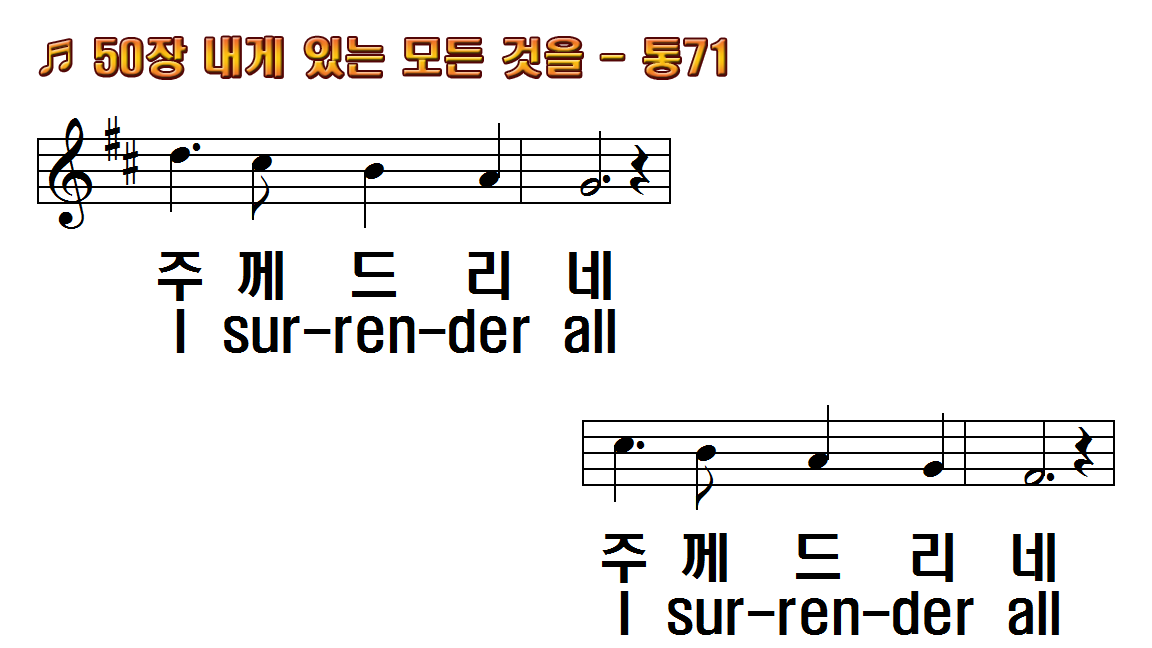 ♬ 50장 내게 있는 모든 것을 - 통71
주 께 드 리 네
I sur-ren-der all
주 께 드 리 네
I sur-ren-der all